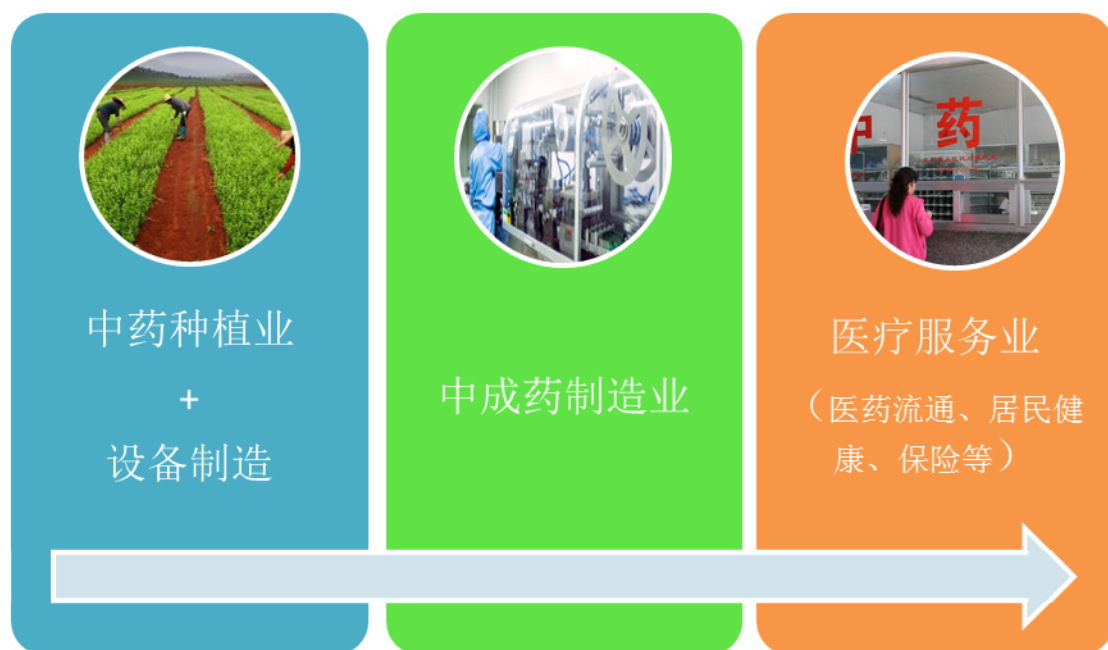 中药种植业
+
设备制造
中成药制造业
中 药
医疗服务业
（医药流通、居民健
康、保险等）